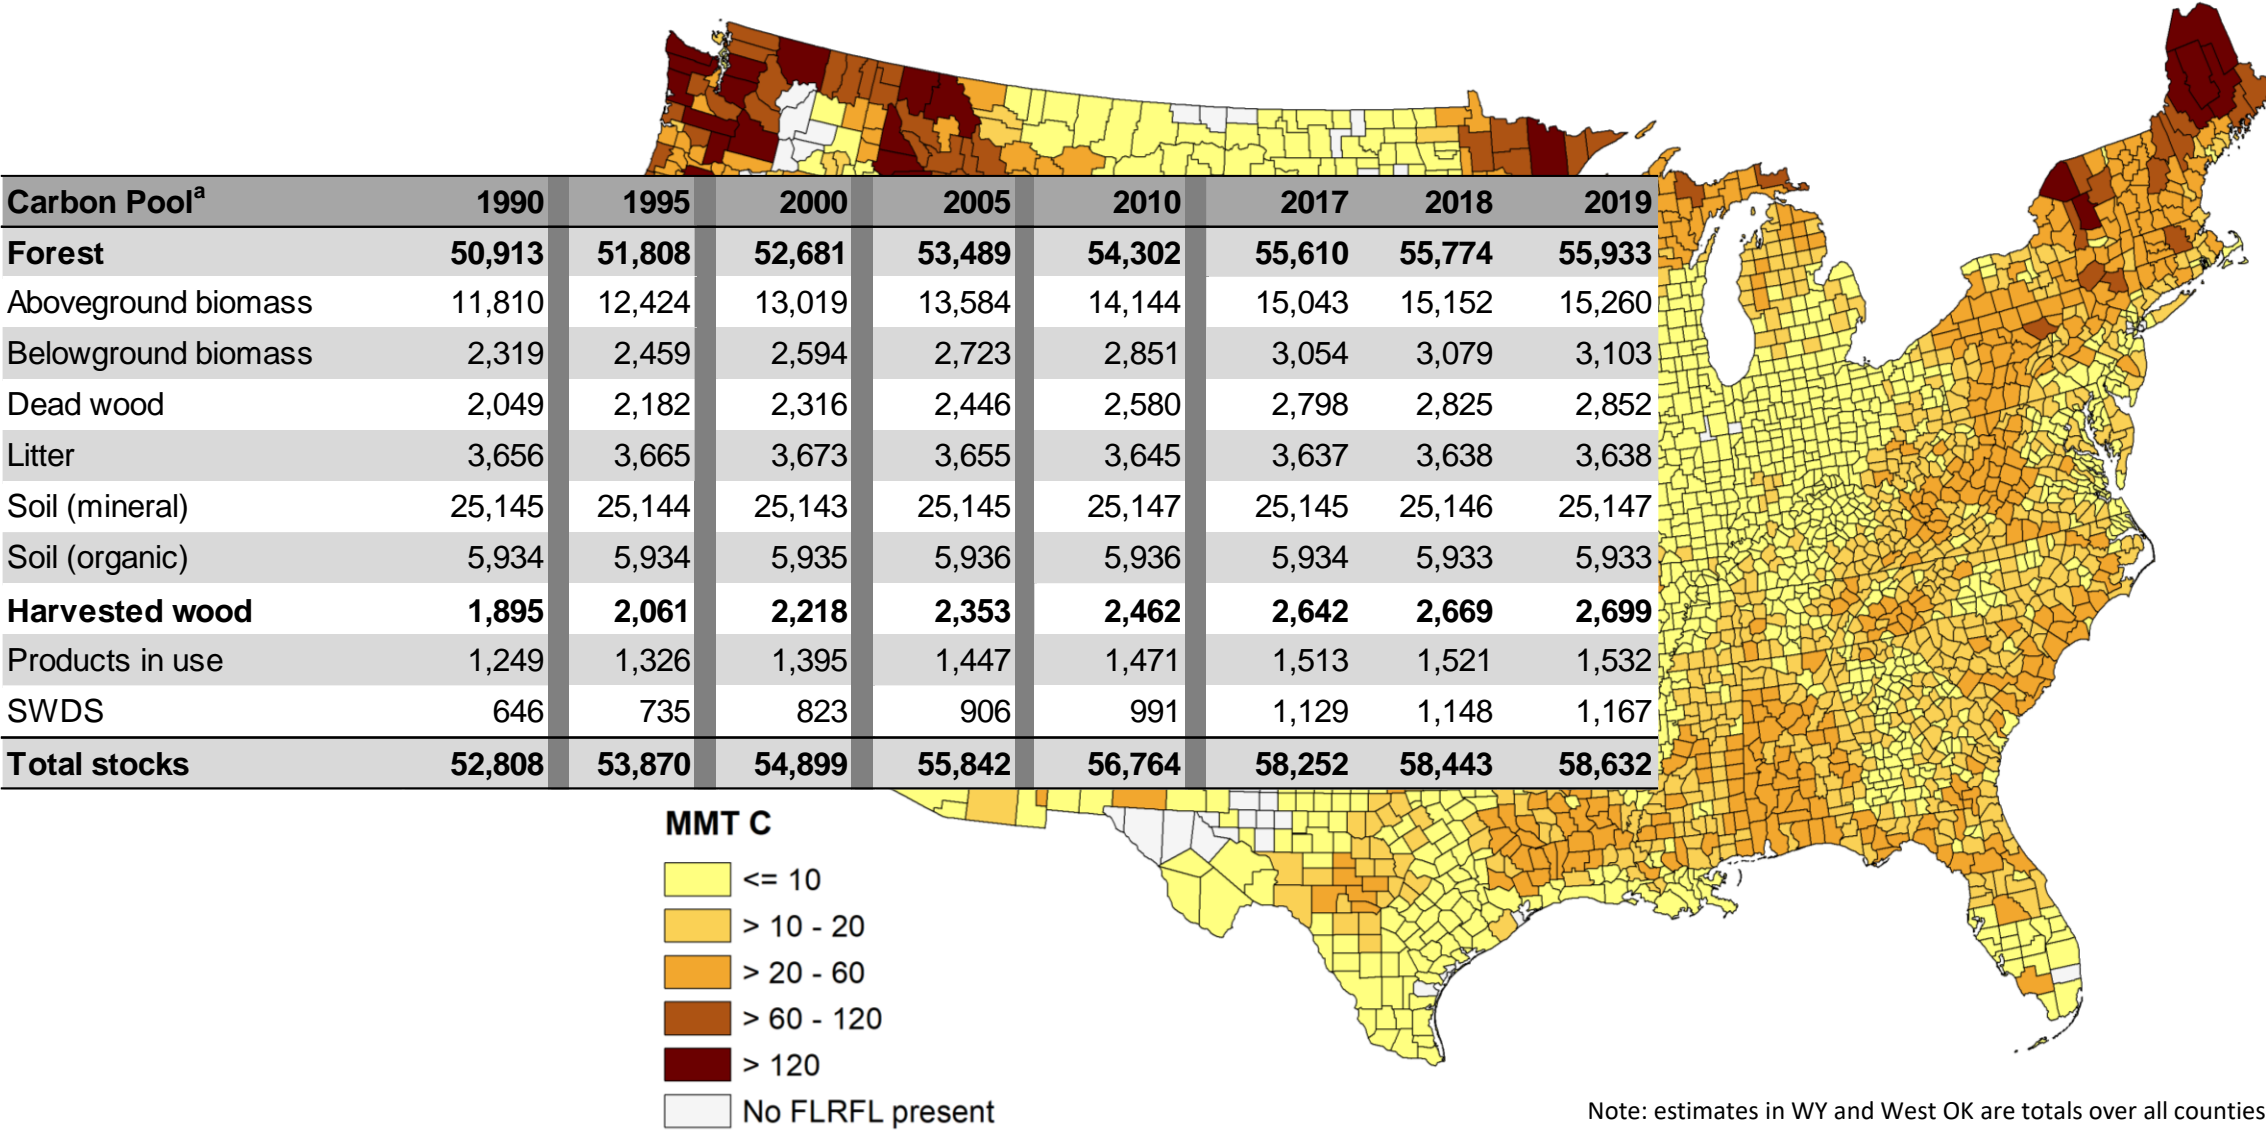 Carbon Poolᵃ 1990 1995 2000 2005 2010 2017 2018 2019
Forest 50,913 51,808 52,681 53,489 54,302 55,610 55,774 55,933
Aboveground biomass 11,810 12,424 13,019 13,584 14,144 15,043 15,152 15,260
Belowground biomass 2,319 2,459 2,594 2,723 2,851 3,054 3,079 3,103
Dead wood 2,049 2,182 2,316 2,446 2,580 2,798 2,825 2,852
Litter 3,656 3,665 3,673 3,655 3,645 3,637 3,638 3,638
Soil (mineral) 25,145 25,144 25,143 25,145 25,147 25,145 25,146 25,147
Soil (organic) 5,934 5,934 5,935 5,936 5,936 5,934 5,933 5,933
Harvested wood 1,895 2,061 2,218 2,353 2,462 2,642 2,669 2,699
Products in use 1,249 1,326 1,395 1,447 1,471 1,513 1,521 1,532
SWDS 646 735 823 906 991 1,129 1,148 1,167
Total stocks 52,808 53,870 54,899 55,842 56,764 58,252 58,443 58,632
MMT C
<= 10
> 10 - 20
> 20 - 60
> 60 - 120
> 120
No FLRFL present
Note: estimates in WY and West OK are totals over all counties